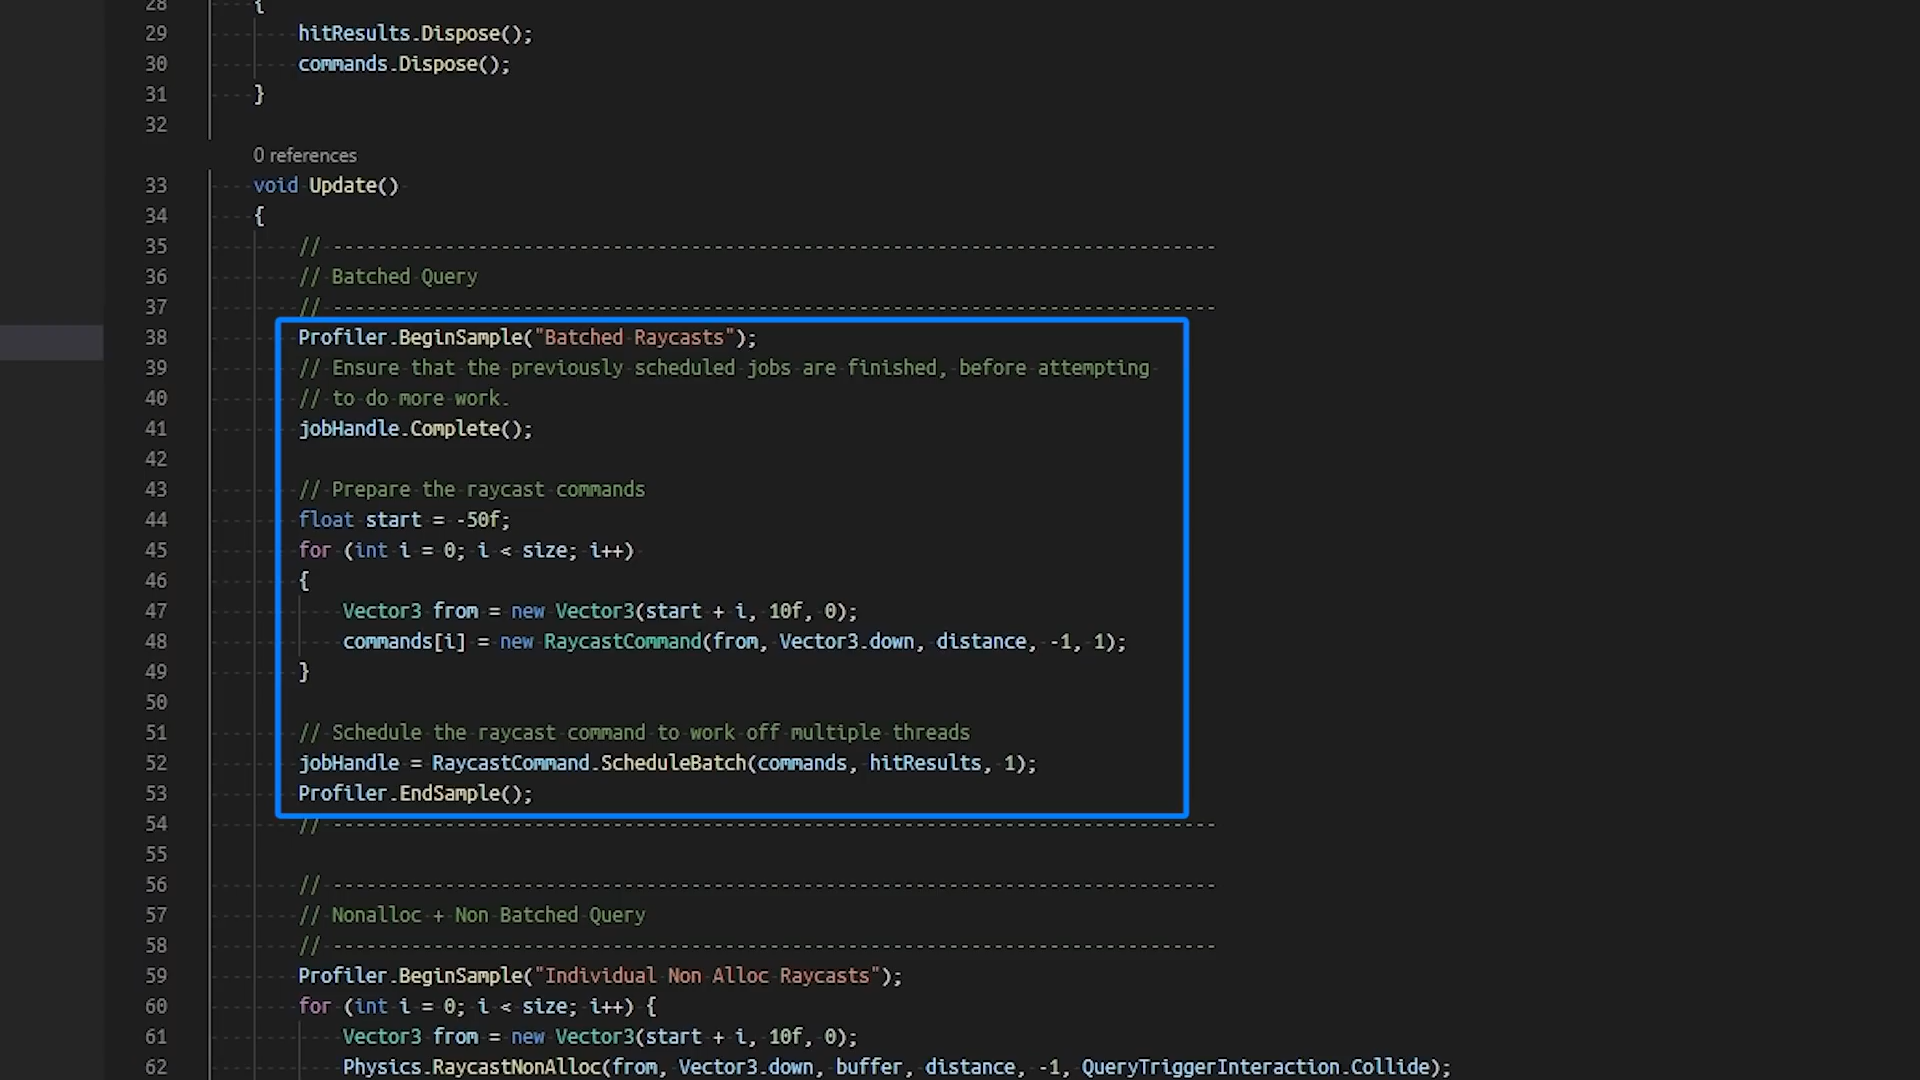 28 {
29 hitResults.Dispose();
30 commands.Dispose();
31 }
32
0 references
33 void Update()
34 {
35 // -------------------------------------------------------------------------------
36 // Batched Query
37 // -------------------------------------------------------------------------------
38 Profiler.BeginSample("Batched Raycasts");
39 // Ensure that the previously scheduled jobs are finished, before attempting
40 // to do more work.
41 jobHandle.Complete();
42
43 // Prepare the raycast commands
44 float start = -50f;
45 for (int i = 0; i < size; i++)
46 {
47 Vector3 from = new Vector3(start + i, 10f, 0);
48 commands[i] = new RaycastCommand(from, Vector3.down, distance, -1, 1);
49 }
50
51 // Schedule the raycast command to work off multiple threads
52 jobHandle = RaycastCommand.ScheduleBatch(commands, hitResults, 1);
53 Profiler.EndSample();
54 // -------------------------------------------------------------------------------
55
56 // -------------------------------------------------------------------------------
57 // Nonalloc + Non Batched Query
58 // -------------------------------------------------------------------------------
59 Profiler.BeginSample("Individual Non Alloc Raycasts");
60 for (int i = 0; i < size; i++) {
61 Vector3 from = new Vector3(start + i, 10f, 0);
62 Physics.RaycastNonAlloc(from, Vector3.down, buffer, distance, -1, QueryTriggerInteraction.Collide);